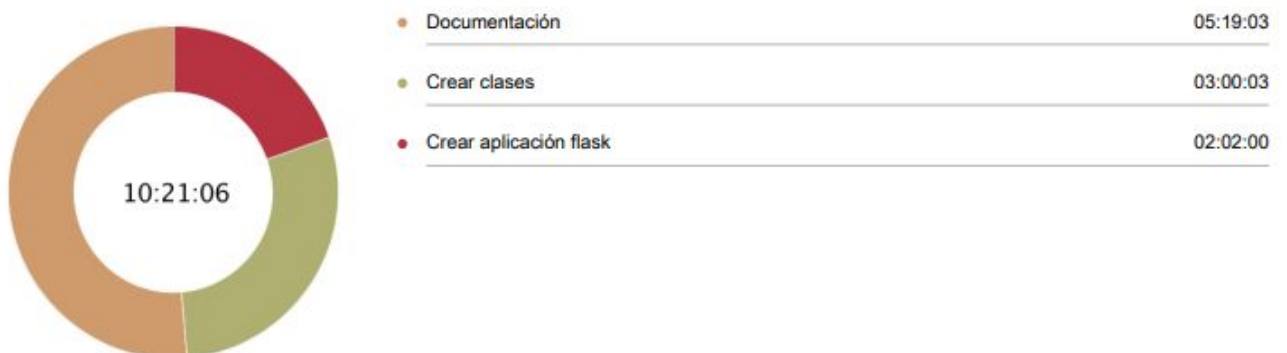 Documentación 05:19:03
Crear clases 03:00:03
Crear aplicación flask 02:02:00
10:21:06